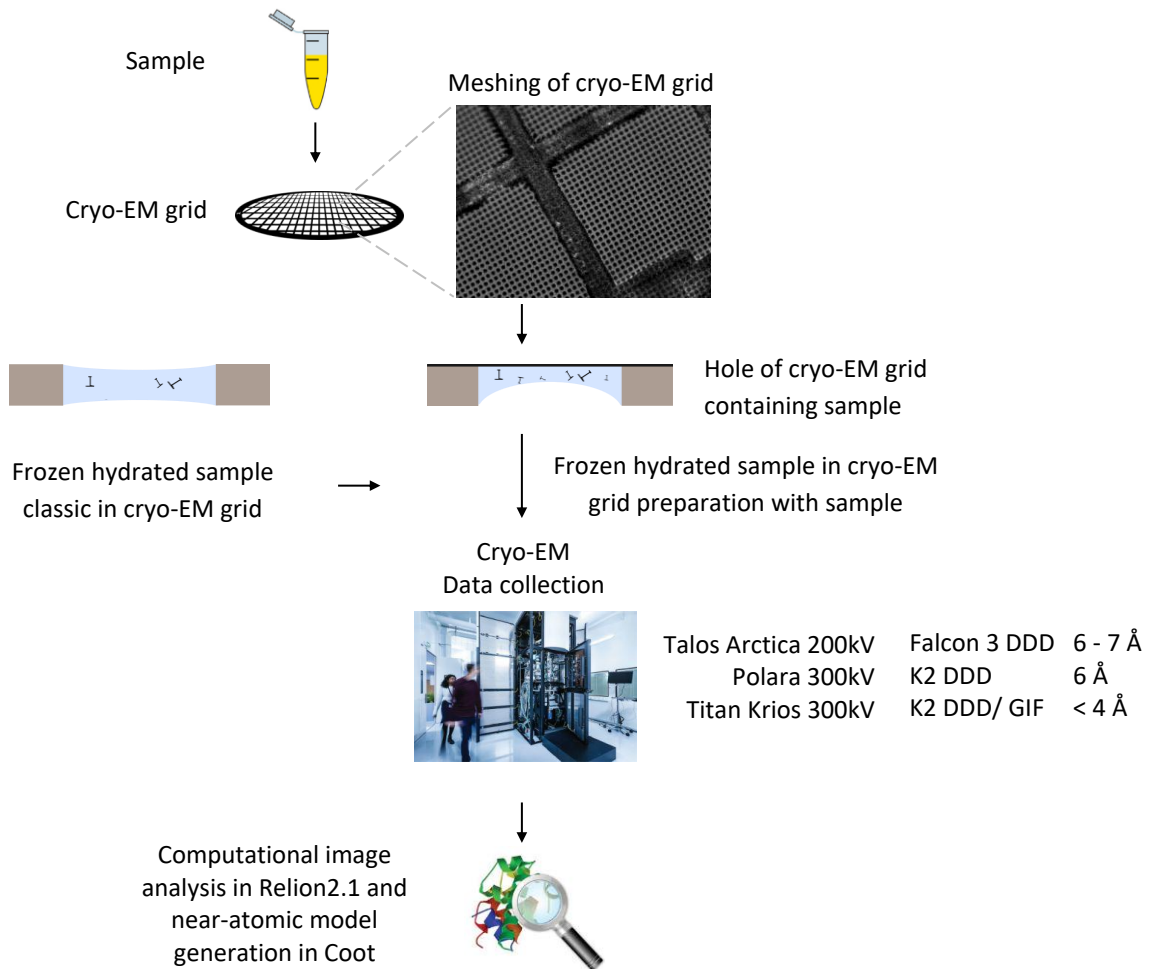 Sample
Meshing of cryo-EM grid
Cryo-EM grid
Hole of cryo-EM grid
containing sample
Frozen hydrated sample
classic in cryo-EM grid
Frozen hydrated sample in cryo-EM
grid preparation with sample
Cryo-EM
Data collection
Talos Arctica 200kV Falcon 3 DDD 6 - 7 Å
Polara 300kV K2 DDD 6 Å
Titan Krios 300kV K2 DDD/ GIF < 4 Å
Computational image
analysis in Relion2.1 and
near-atomic model
generation in Coot